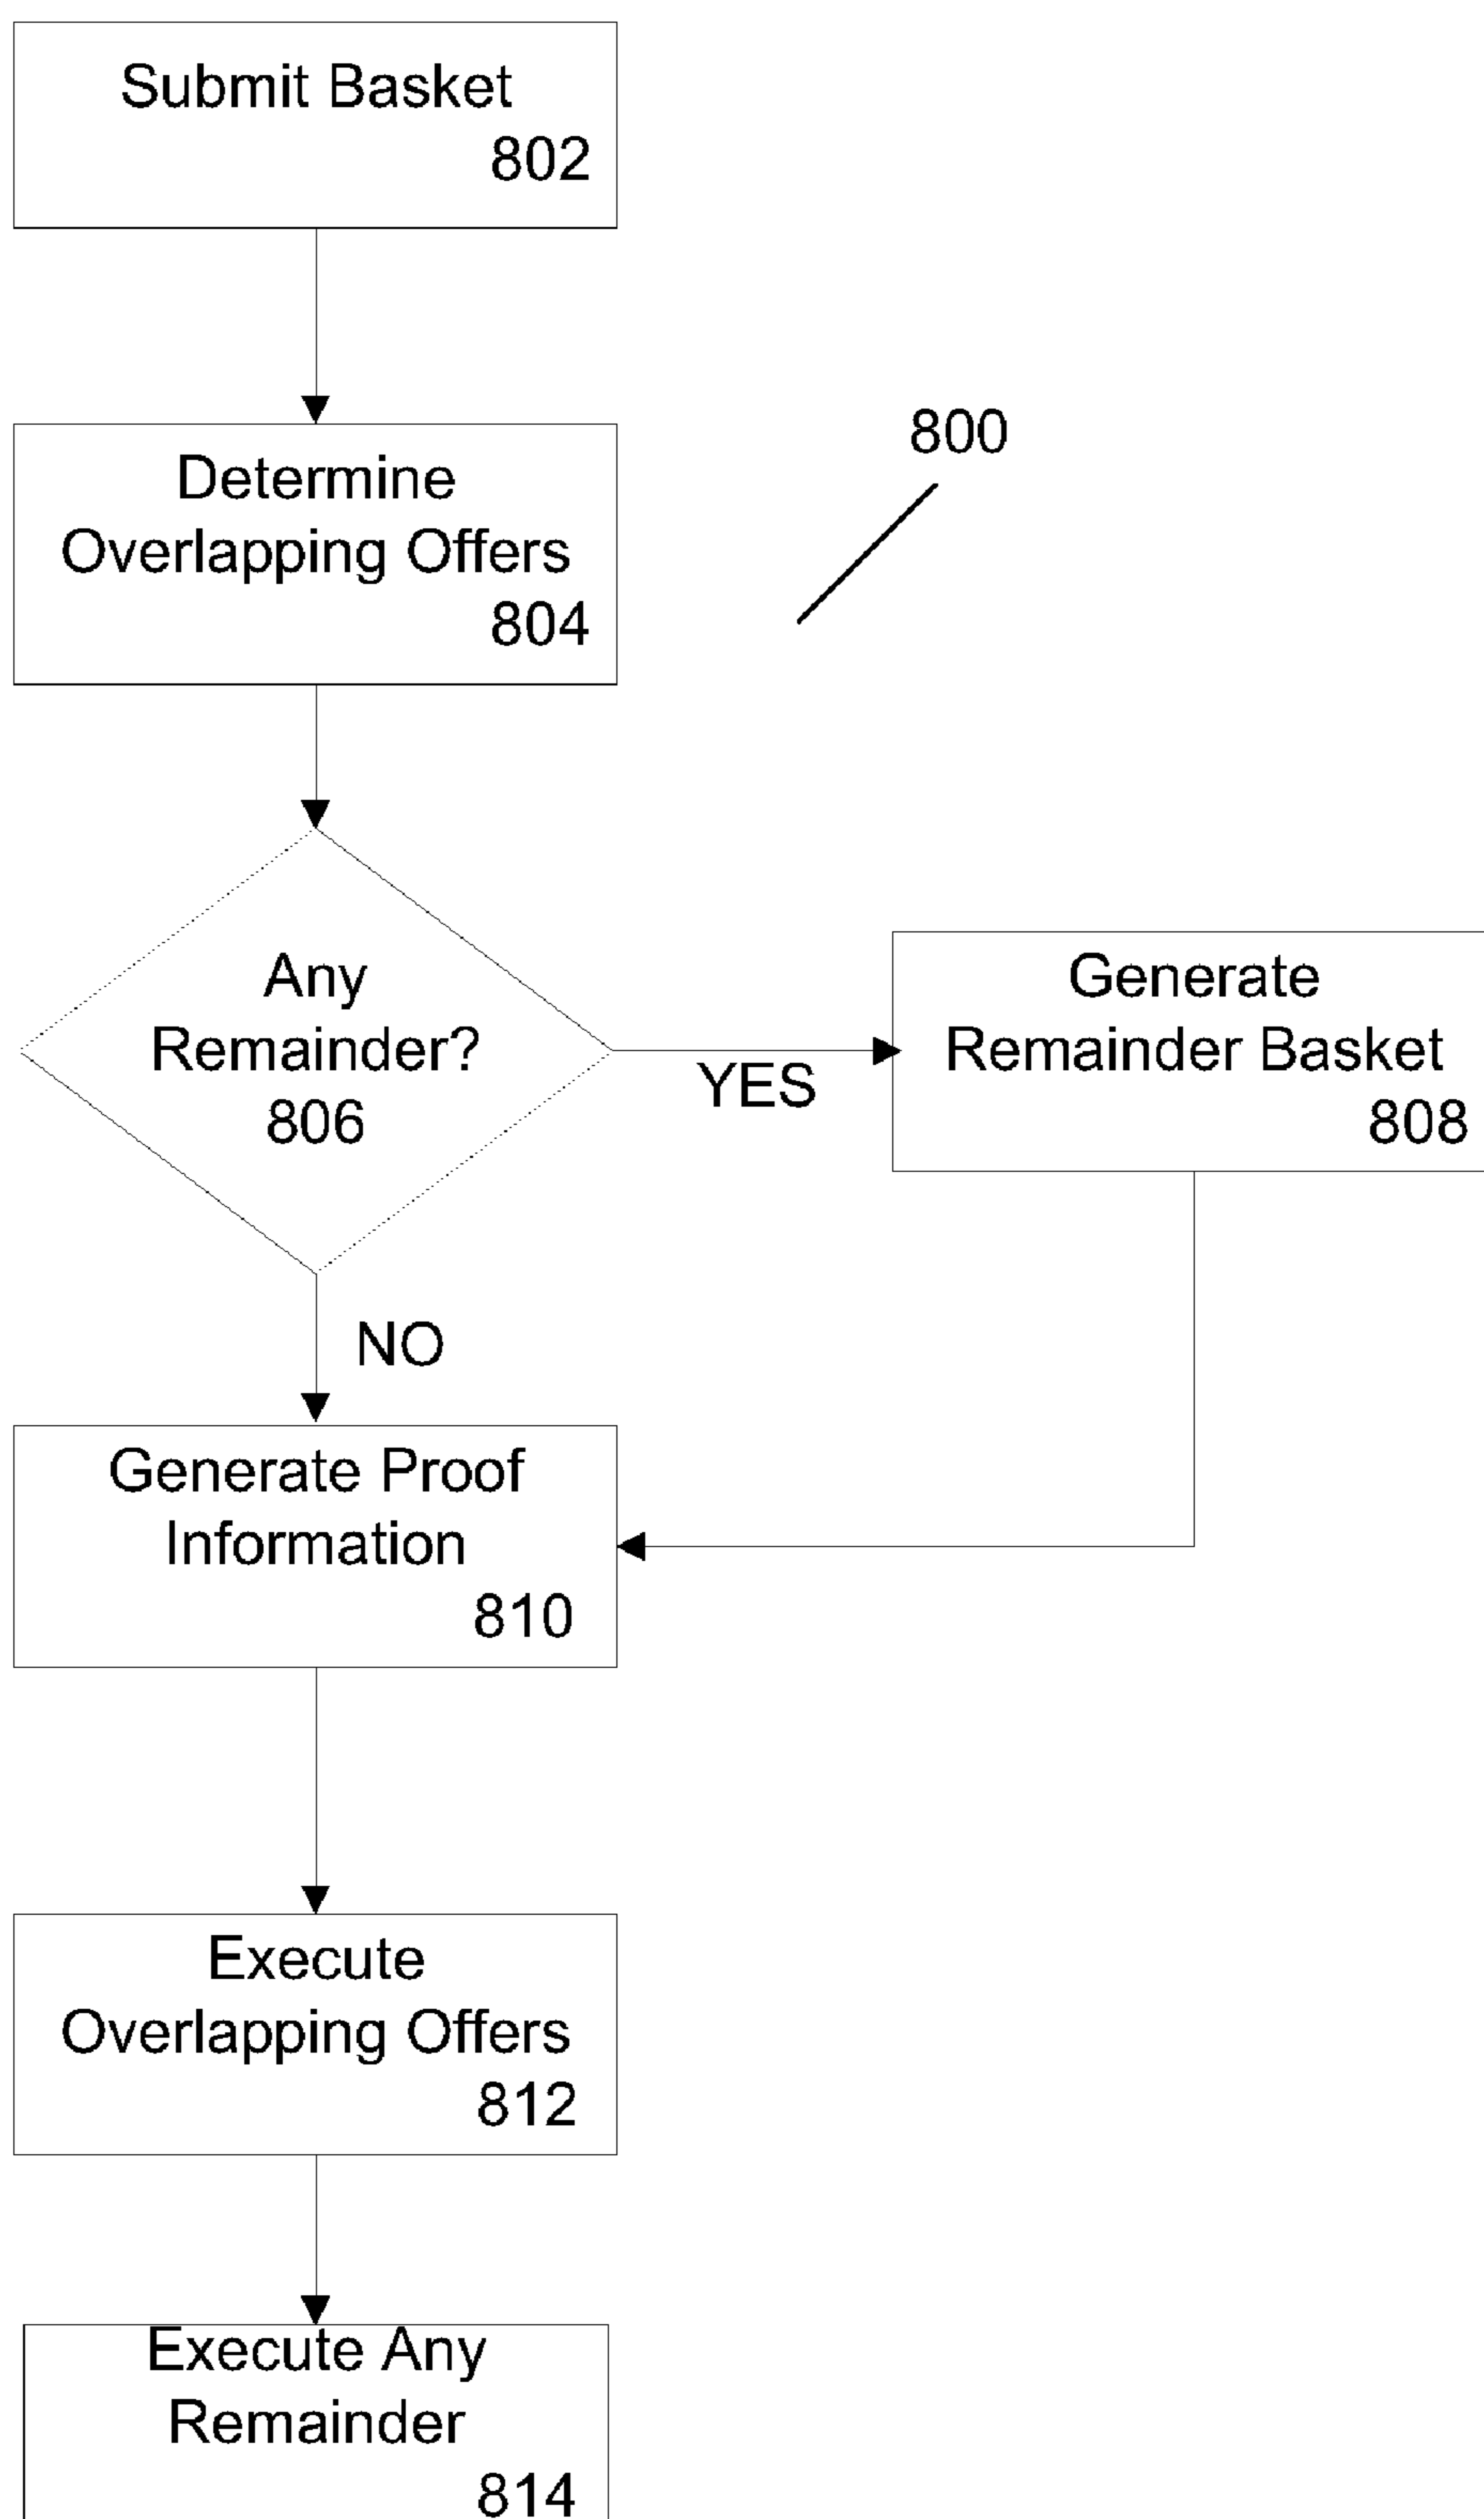 Submit Basket
802
Determine
Overlapping Offers
804
800
Any
Remainder?
806
YES
Generate
Remainder Basket
808
NO
Generate Proof
Information
810
Execute
Overlapping Offers
812
Execute Any
Remainder
814